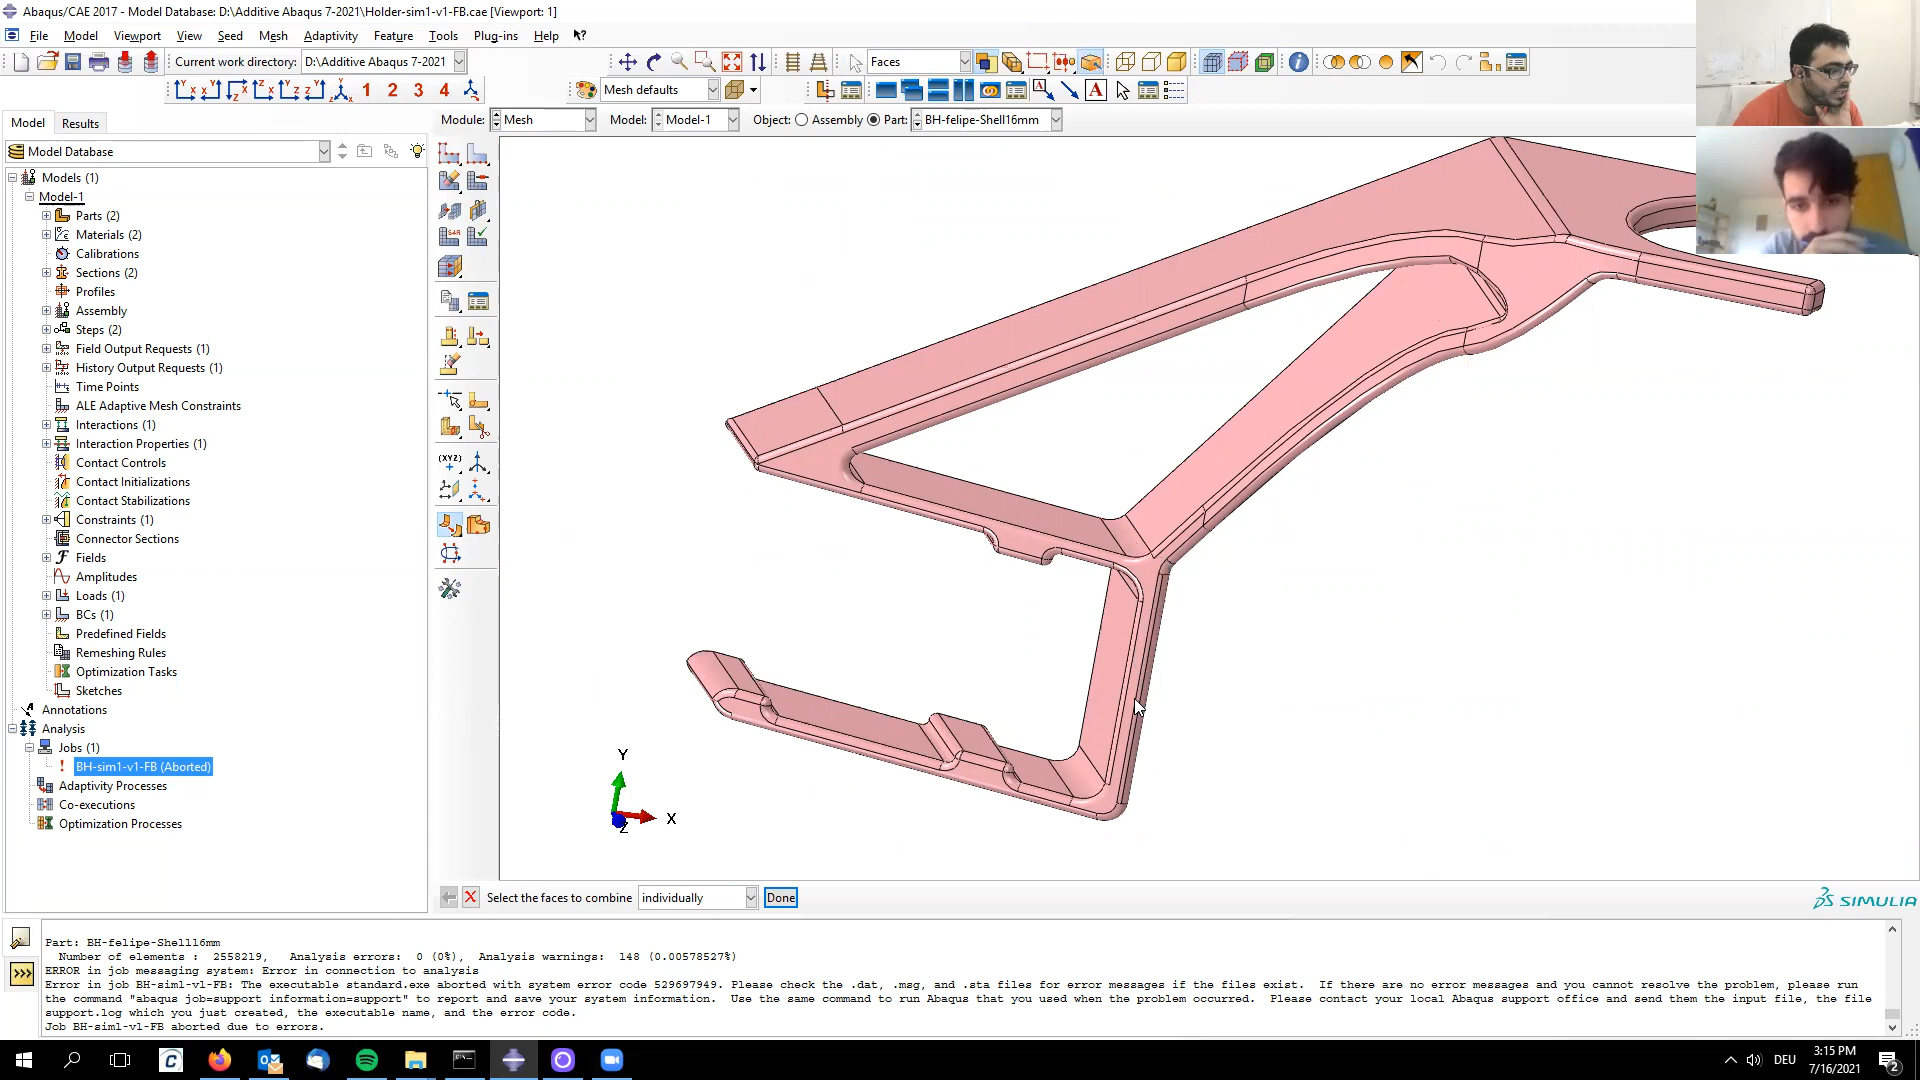 Abaqus/CAE 2017 - Model Database: D:\Additive Abaqus 7-2021\Holder-sim1-v1-FB.cae [Viewport: 1]
File Model Viewport View Seed Mesh Adaptivity Feature Tools Plug-ins Help
Current work directory: D:\Additive Abaqus 7-2021 Faces
1 2 3 4 Mesh defaults
Model Results Module: Mesh Model: Model-1 Object: Assembly Part: BH-felipe-Shell16mm
Model Database
Models (1)
Model-1
Parts (2)
Materials (2)
Calibrations
Sections (2)
Profiles
Assembly
Steps (2)
Field Output Requests (1)
History Output Requests (1)
Time Points
ALE Adaptive Mesh Constraints
Interactions (1)
Interaction Properties (1)
Contact Controls
Contact Initializations
Contact Stabilizations
Constraints (1)
Connector Sections
Fields
Amplitudes
Loads (1)
BCs (1)
Predefined Fields
Remeshing Rules
Optimization Tasks
Sketches
Annotations
Analysis
Jobs (1)
BH-sim1-v1-FB (Aborted)
Adaptivity Processes
Co-executions
Optimization Processes
(XYZ)
Y
X
Z
Select the faces to combine individually Done
SIMULIA
Part: BH-felipe-Shell16mm
Number of elements : 2558219, Analysis errors: 0 (0%), Analysis warnings: 148 (0.00578527%)
ERROR in job messaging system: Error in connection to analysis
Error in job BH-sim1-v1-FB: The executable standard.exe aborted with system error code 529697949. Please check the .dat, .msg, and .sta files for error messages if the files exist. If there are no error messages and you cannot resolve the problem, please run
the command "abaqus job=support information=support" to report and save your system information. Use the same command to run Abaqus that you used when the problem occurred. Please contact your local Abaqus support office and send them the input file, the file
support.log which you just created, the executable name, and the error code.
Job BH-sim1-v1-FB aborted due to errors.
DEU
3:15 PM
7/16/2021
2